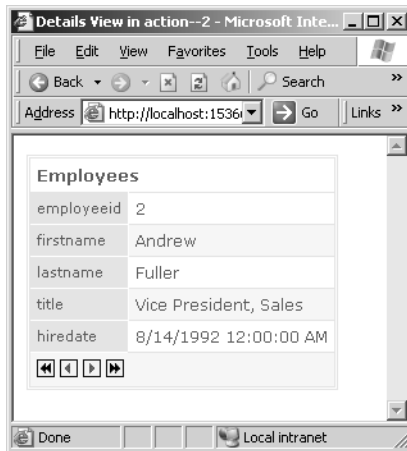 Details View in action--2 - Microsoft Inte...
File Edit View Favorites Tools Help
Back Search »
Address http://localhost:1536 Go Links »
Employees
employeeid 2
firstname Andrew
lastname Fuller
title Vice President, Sales
hiredate 8/14/1992 12:00:00 AM
Done Local intranet